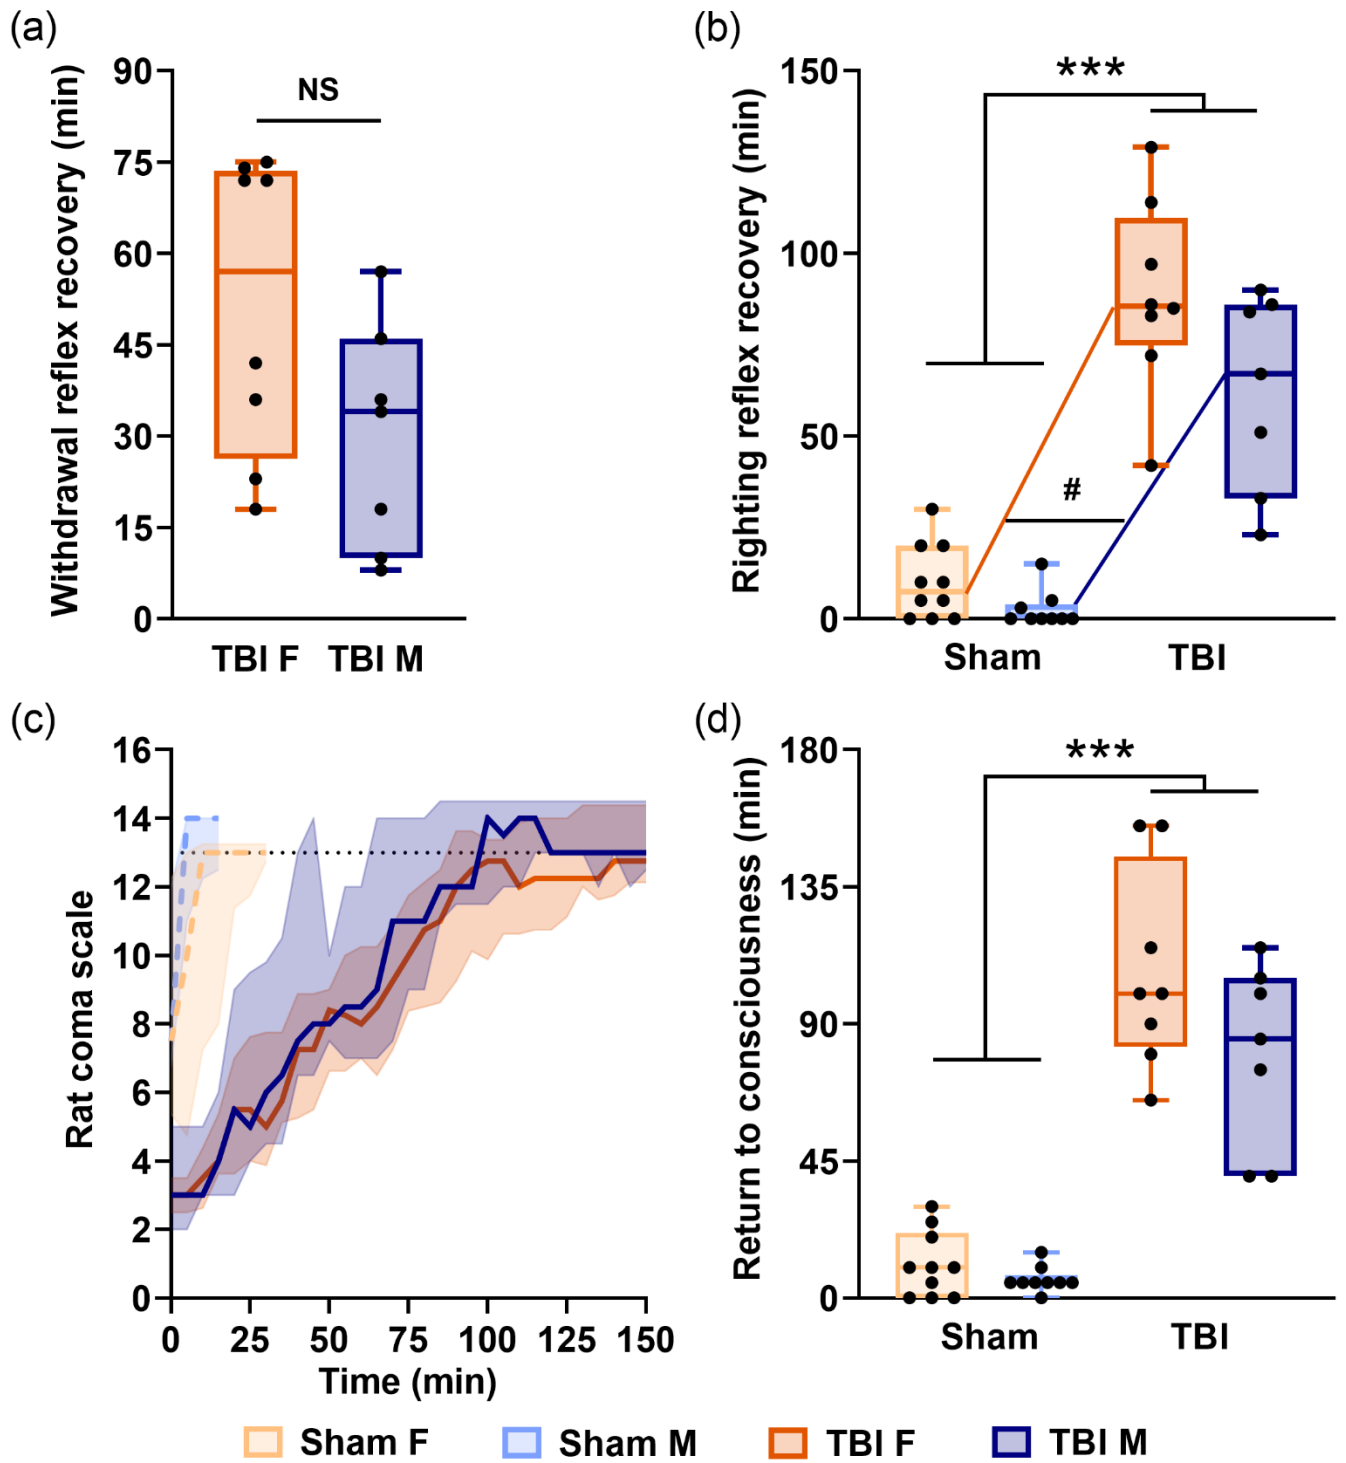 (a)
Withdrawal reflex recovery (min)
90
75
60
45
30
15
0
NS
TBI F TBI M
(b)
Righting reflex recovery (min)
150
100
50
0
***
#
Sham TBI
(c)
Rat coma scale
16
14
12
10
8
6
4
2
0
0 25 50 75 100 125 150
Time (min)
(d)
Return to consciousness (min)
180
135
90
45
0
***
Sham TBI
Sham F Sham M TBI F TBI M